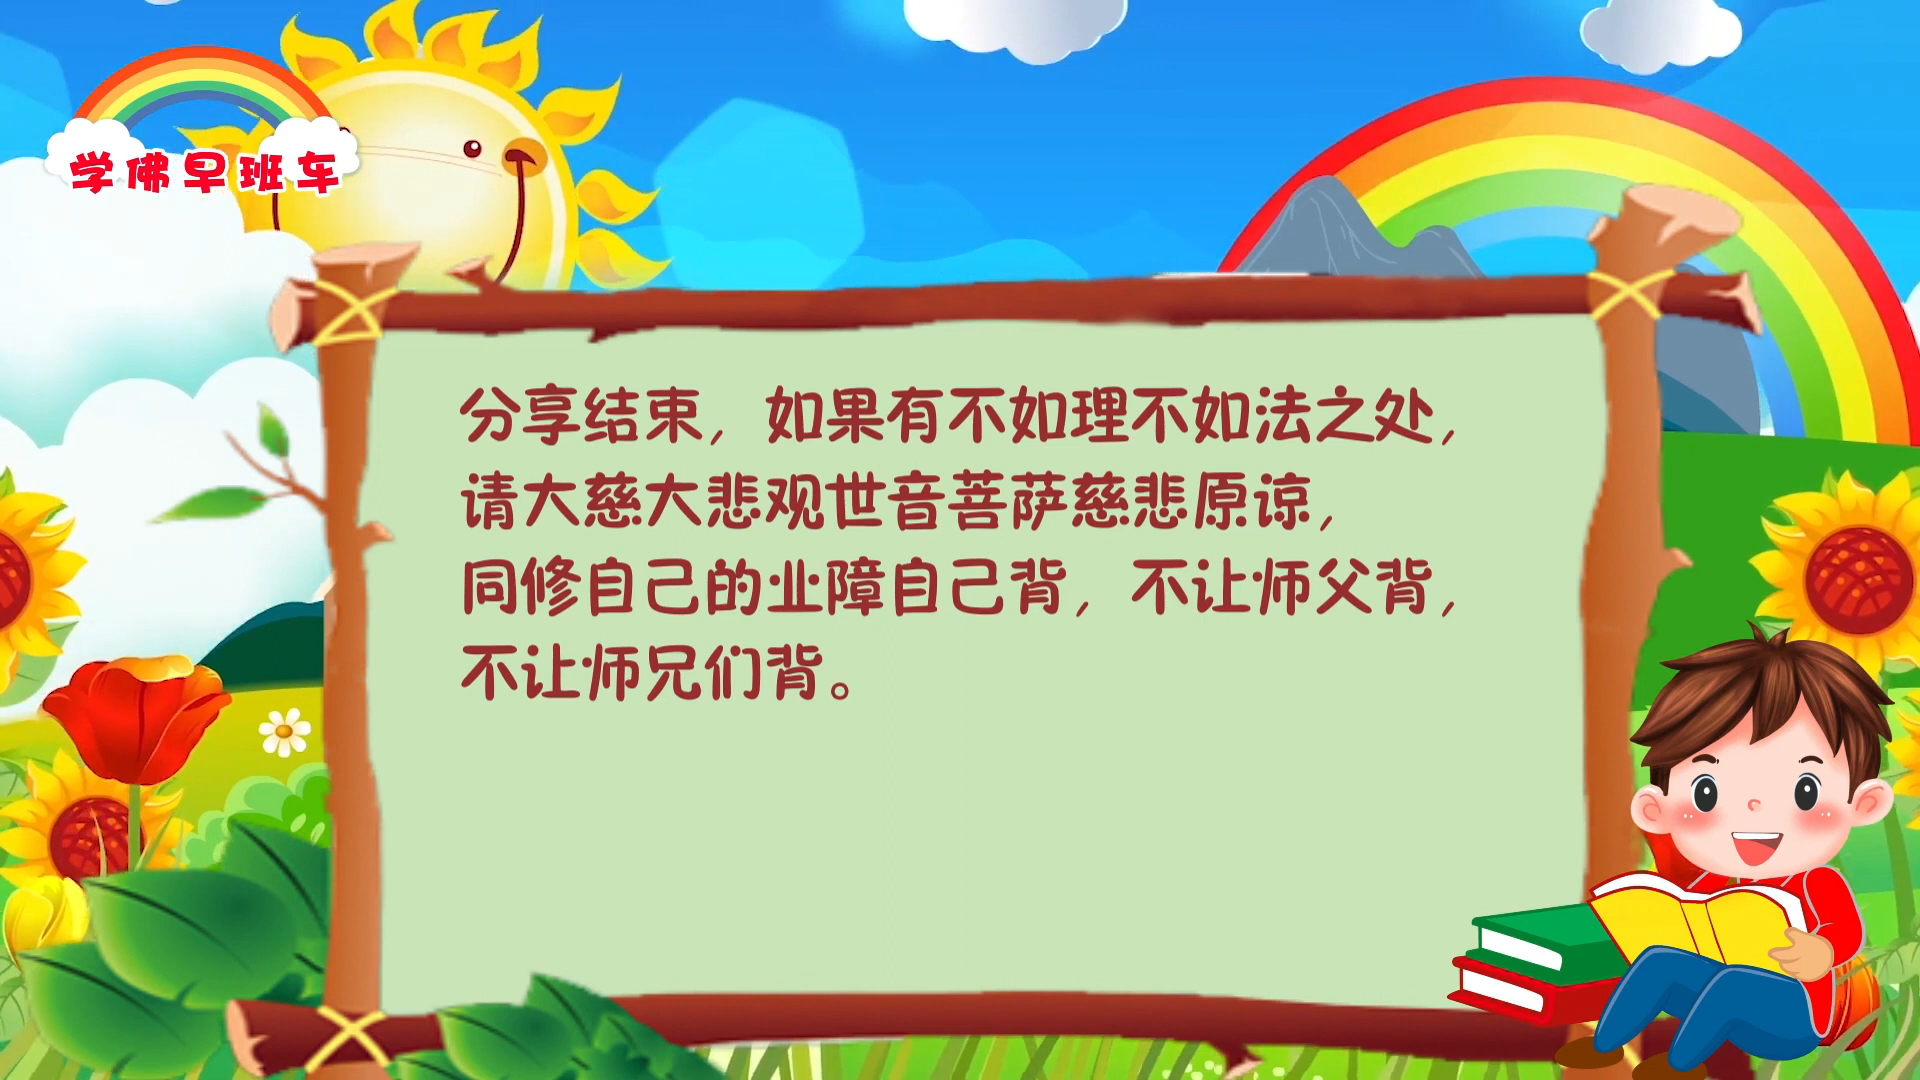 学佛早班车
分享结束，如果有不如理不如法之处，
请大慈大悲观世音菩萨慈悲原谅，
同修自己的业障自己背，不让师父背，
不让师兄们背。